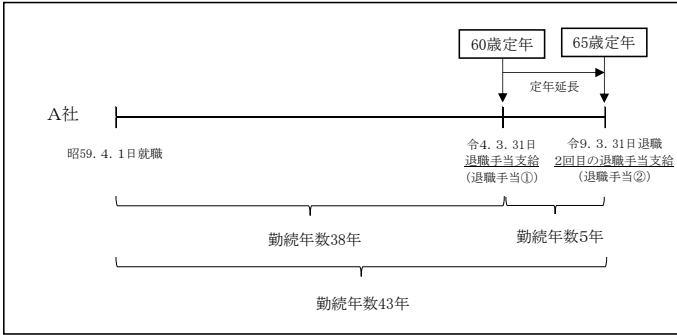 60歳定年
65歳定年
定年延長
A社
昭59. 4. 1日就職
令4. 3. 31日
退職手当支給
(退職手当①)
令9. 3. 31日退職
2回目の退職手当支給
(退職手当②)
勤続年数38年
勤続年数5年
勤続年数43年